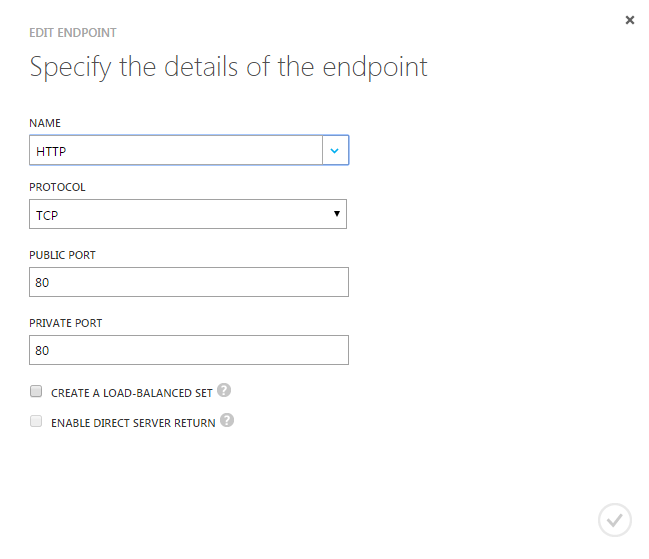 EDIT ENDPOINT
Specify the details of the endpoint
NAME
HTTP
PROTOCOL
TCP
PUBLIC PORT
80
PRIVATE PORT
80
CREATE A LOAD-BALANCED SET ?
ENABLE DIRECT SERVER RETURN ?